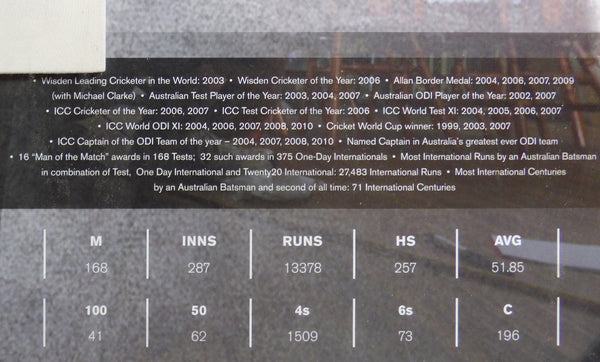 • Wisden Leading Cricketer in the World: 2003 • Wisden Cricketer of the Year: 2006 • Allan Border Medal: 2004, 2006, 2007, 2009
(with Michael Clarke) • Australian Test Player of the Year: 2003, 2004, 2007 • Australian ODI Player of the Year: 2002, 2007
• ICC Cricketer of the Year: 2006, 2007 • ICC Test Cricketer of the Year: 2006 • ICC World Test XI: 2004, 2005, 2006, 2007
• ICC World ODI XI: 2004, 2006, 2007, 2008, 2010 • Cricket World Cup winner: 1999, 2003, 2007
• ICC Captain of the ODI Team of the year – 2004, 2007, 2008, 2010 • Named Captain in Australia's greatest ever ODI team
• 16 "Man of the Match" awards in 168 Tests; 32 such awards in 375 One-Day Internationals • Most International Runs by an Australian Batsman
in combination of Test, One Day International and Twenty20 International: 27,483 International Runs • Most International Centuries
by an Australian Batsman and second of all time: 71 International Centuries
M INNS RUNS HS AVG
168 287 13378 257 51.85
100 50 4s 6s C
41 62 1509 73 196